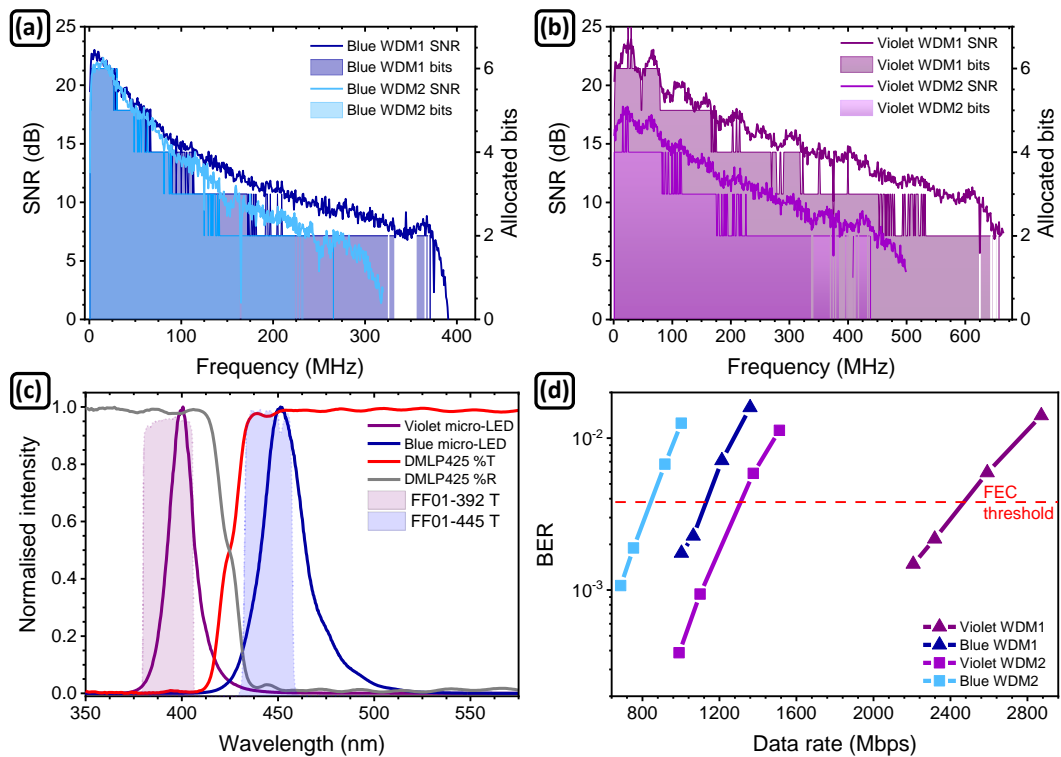 (a)
25
20
15
10
5
0
SNR (dB)
Blue WDM1 SNR
Blue WDM1 bits
Blue WDM2 SNR
Blue WDM2 bits
6
4
2
0
Allocated bits
0 100 200 300 400
Frequency (MHz)
(b)
25
20
15
10
5
0
SNR (dB)
Violet WDM1 SNR
Violet WDM1 bits
Violet WDM2 SNR
Violet WDM2 bits
6
4
2
0
Allocated bits
0 100 200 300 400 500 600
Frequency (MHz)
(c)
1.0
0.8
0.6
0.4
0.2
0.0
Normalised intensity
Violet micro-LED
Blue micro-LED
DMLP425 %T
DMLP425 %R
FF01-392 T
FF01-445 T
350 400 450 500 550
Wavelength (nm)
(d)
10⁻²
10⁻³
BER
FEC
threshold
Violet WDM1
Blue WDM1
Violet WDM2
Blue WDM2
800 1200 1600 2000 2400 2800
Data rate (Mbps)